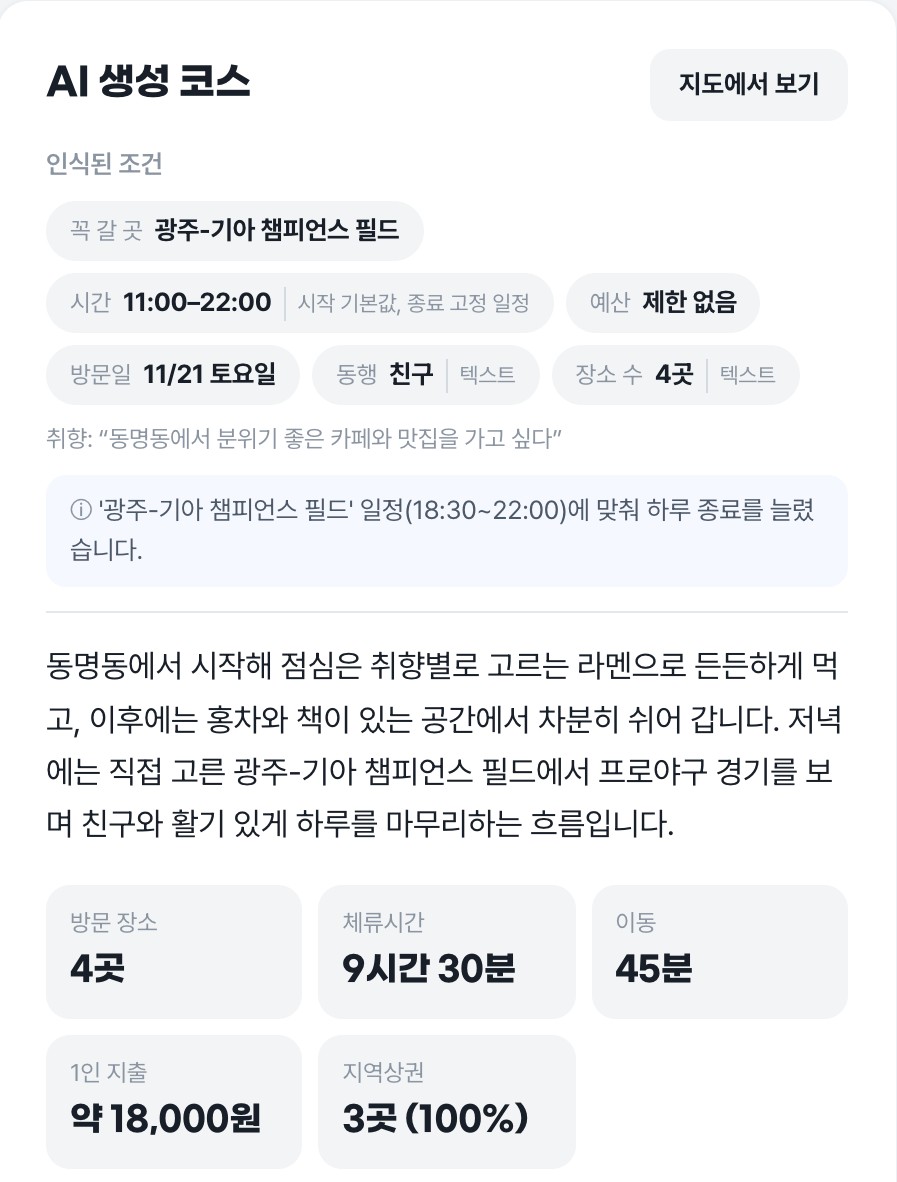 AI 생성 코스
지도에서 보기
인식된 조건
꼭 갈 곳 광주-기아 챔피언스 필드
시간 11:00–22:00 시작 기본값, 종료 고정 일정
예산 제한 없음
방문일 11/21 토요일
동행 친구 텍스트
장소 수 4곳 텍스트
취향: “동명동에서 분위기 좋은 카페와 맛집을 가고 싶다”
ⓘ '광주-기아 챔피언스 필드' 일정(18:30~22:00)에 맞춰 하루 종료를 늘렸
습니다.
동명동에서 시작해 점심은 취향별로 고르는 라멘으로 든든하게 먹
고, 이후에는 홍차와 책이 있는 공간에서 차분히 쉬어 갑니다. 저녁
에는 직접 고른 광주-기아 챔피언스 필드에서 프로야구 경기를 보
며 친구와 활기 있게 하루를 마무리하는 흐름입니다.
방문 장소
4곳
체류시간
9시간 30분
이동
45분
1인 지출
약 18,000원
지역상권
3곳 (100%)